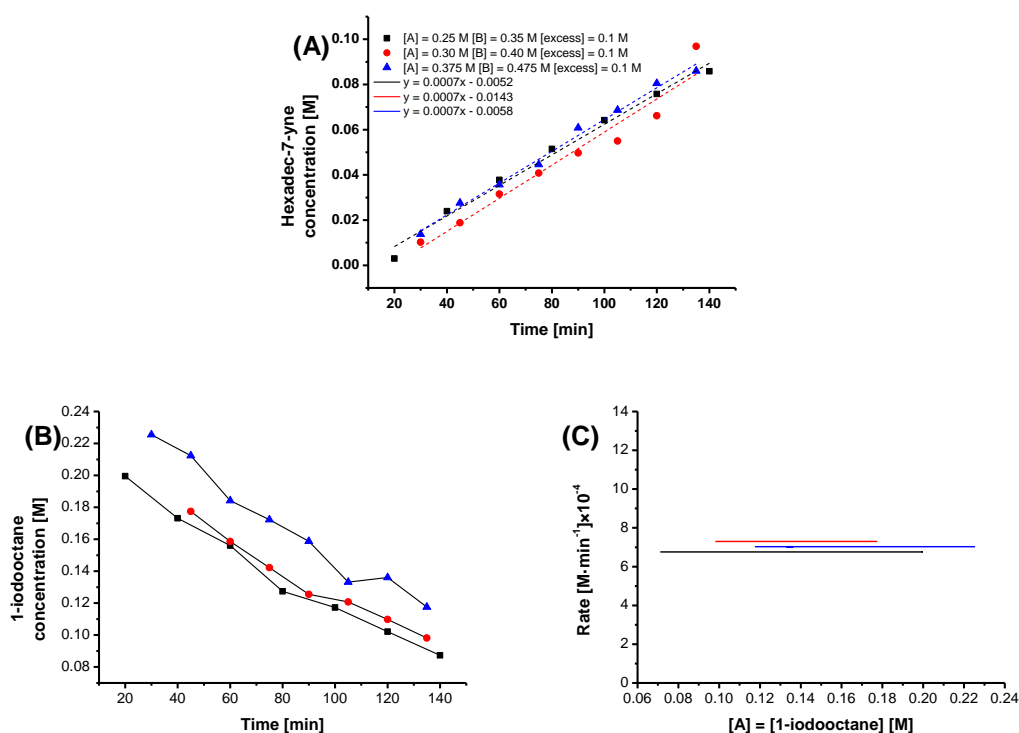 (A)
[A] = 0.25 M [B] = 0.35 M [excess] = 0.1 M
[A] = 0.30 M [B] = 0.40 M [excess] = 0.1 M
[A] = 0.375 M [B] = 0.475 M [excess] = 0.1 M
y = 0.0007x - 0.0052
y = 0.0007x - 0.0143
y = 0.0007x - 0.0058
Hexadec-7-yne
concentration [M]
0.10
0.08
0.06
0.04
0.02
0.00
20 40 60 80 100 120 140
Time [min]
(B)
1-iodooctane
concentration [M]
0.24
0.22
0.20
0.18
0.16
0.14
0.12
0.10
0.08
20 40 60 80 100 120 140
Time [min]
(C)
Rate [M·min⁻¹]×10⁻⁴
14
12
10
8
6
4
2
0
0.06 0.08 0.10 0.12 0.14 0.16 0.18 0.20 0.22 0.24
[A] = [1-iodooctane] [M]